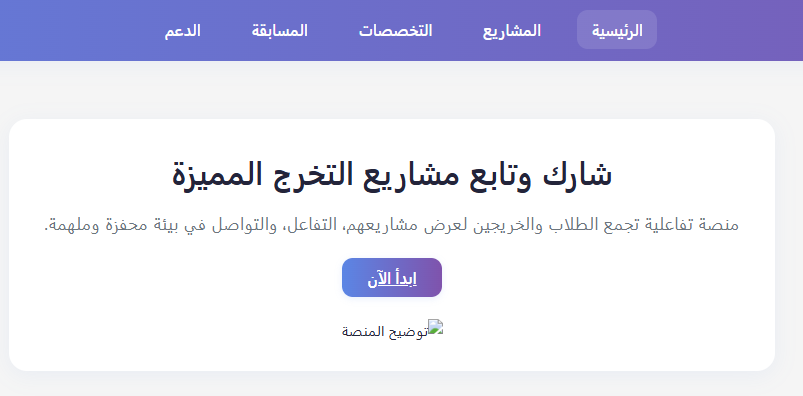 الرئيسية المشاريع التخصصات المسابقة الدعم
شارك وتابع مشاريع التخرج المميزة
منصة تفاعلية تجمع الطلاب والخريجين لعرض مشاريعهم، التفاعل، والتواصل في بيئة محفزة وملهمة.
ابدأ الآن
توضيح المنصة